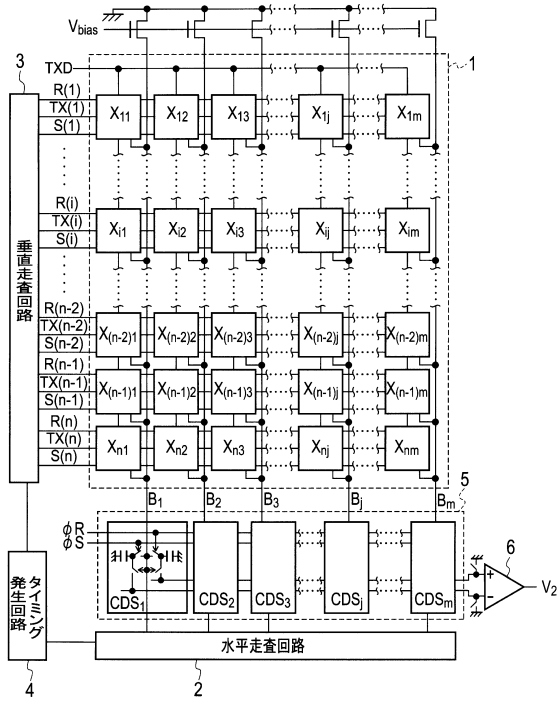 Vbias
3
TXD
1
R(1)
TX(1)
S(1)
X11 X12 X13 X1j X1m
垂直走査回路
R(i)
TX(i)
S(i)
Xi1 Xi2 Xi3 Xij Xim
R(n-2)
TX(n-2)
S(n-2)
X(n-2)1 X(n-2)2 X(n-2)3 X(n-2)j X(n-2)m
R(n-1)
TX(n-1)
S(n-1)
X(n-1)1 X(n-1)2 X(n-1)3 X(n-1)j X(n-1)m
R(n)
TX(n)
S(n)
Xn1 Xn2 Xn3 Xnj Xnm
B1 B2 B3 Bj Bm
5
φR
φS
CDS1 CDS2 CDS3 CDSj CDSm
+
−
6
V2
タイミング発生回路
4
水平走査回路
2